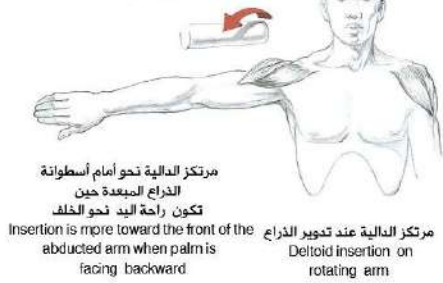 مرتكز الدالية نحو أمام أسطوانة
الذراع المبعدة حين
تكون راحة اليد نحو الخلف
Insertion is mpre toward the front of the
abducted arm when palm is
facing backward
مرتكز الدالية عند تدوير الذراع
Deltoid insertion on
rotating arm